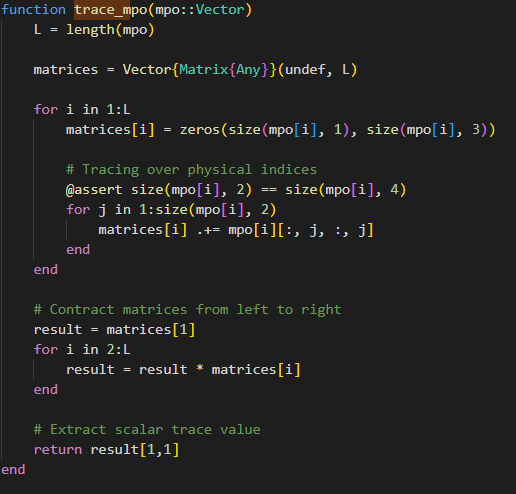 function trace_mpo(mpo::Vector)
    L = length(mpo)

    matrices = Vector{Matrix{Any}}(undef, L)

    for i in 1:L
        matrices[i] = zeros(size(mpo[i], 1), size(mpo[i], 3))

        # Tracing over physical indices
        @assert size(mpo[i], 2) == size(mpo[i], 4)
        for j in 1:size(mpo[i], 2)
            matrices[i] .+= mpo[i][:, j, :, j]
        end
    end

    # Contract matrices from left to right
    result = matrices[1]
    for i in 2:L
        result = result * matrices[i]
    end

    # Extract scalar trace value
    return result[1,1]
end